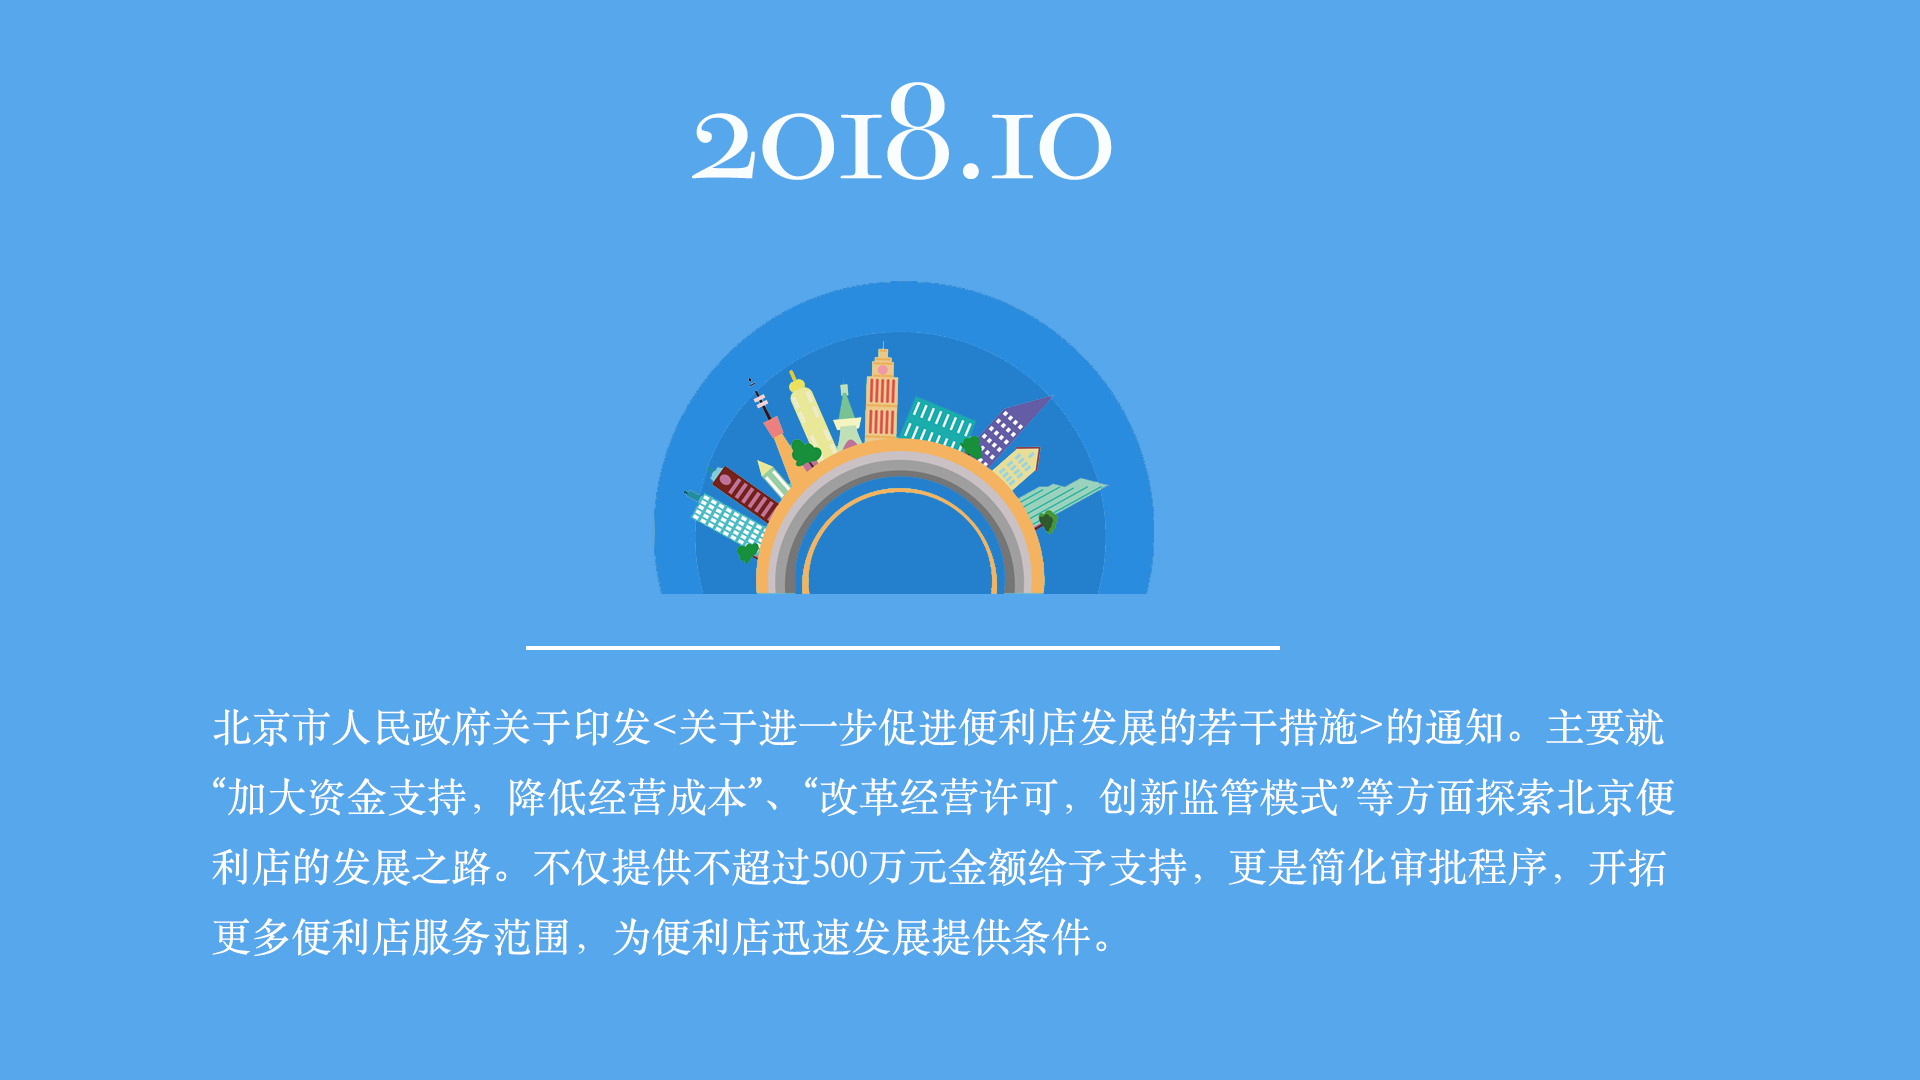 2018.10
北京市人民政府关于印发<关于进一步促进便利店发展的若干措施>的通知。主要就
“加大资金支持，降低经营成本”、“改革经营许可，创新监管模式”等方面探索北京便
利店的发展之路。不仅提供不超过500万元金额给予支持，更是简化审批程序，开拓
更多便利店服务范围，为便利店迅速发展提供条件。